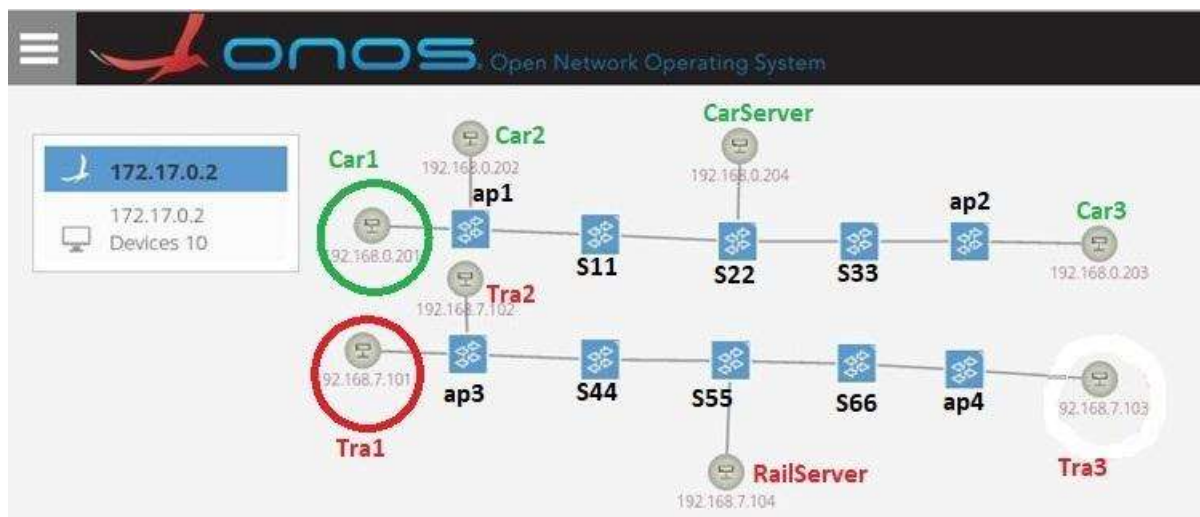 onos Open Network Operating System
172.17.0.2
172.17.0.2
Devices 10
Car1
Car2
192.168.0.202
CarServer
192.168.0.204
ap1
ap2
Car3
192.168.0.201
S11
S22
S33
192.168.0.203
Tra2
192.168.7.102
92.168.7.101
ap3
S44
S55
S66
ap4
92.168.7.103
Tra1
RailServer
Tra3
192.168.7.104